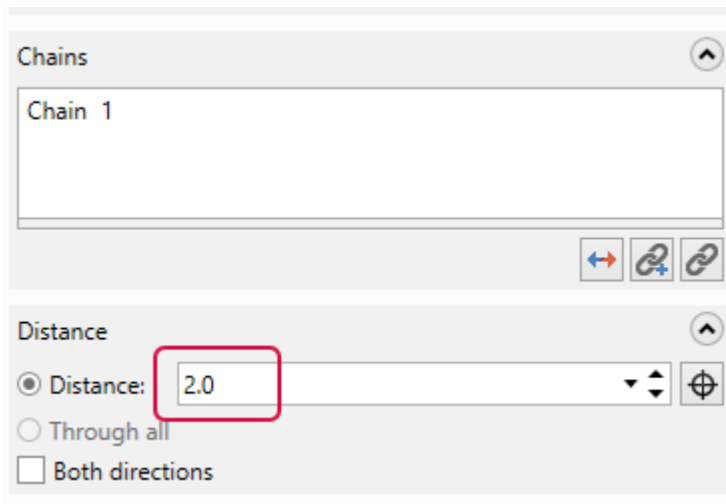 Chains
Chain  1
Distance
Distance: 2.0
Through all
Both directions